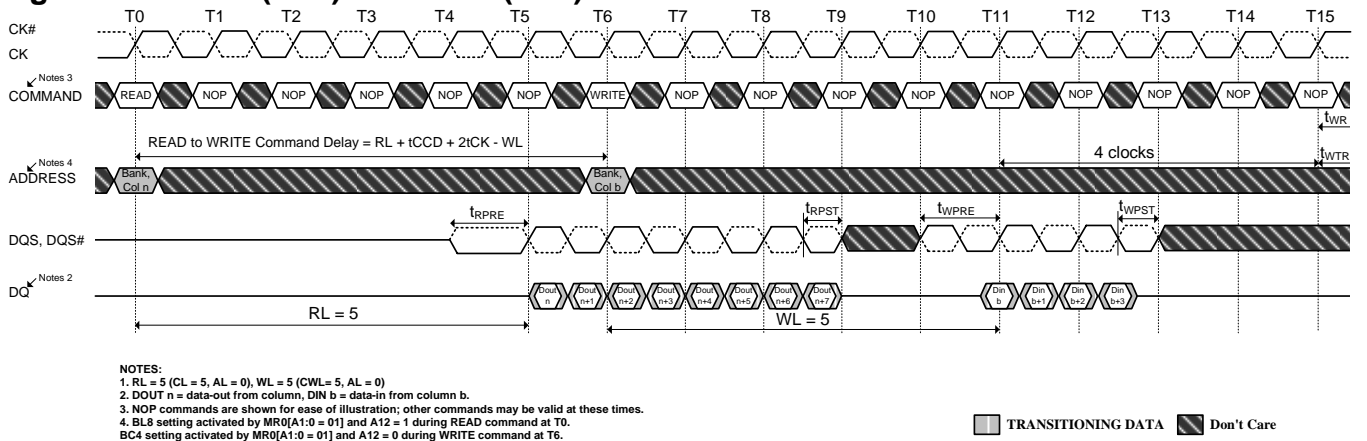 T0 T1 T2 T3 T4 T5 T6 T7 T8 T9 T10 T11 T12 T13 T14 T15
CK#
CK
Notes 3
COMMAND
READ NOP NOP NOP NOP NOP WRITE NOP NOP NOP NOP NOP NOP NOP NOP NOP
tWR
READ to WRITE Command Delay = RL + tCCD + 2tCK - WL
4 clocks
tWTR
Notes 4
ADDRESS
Bank, Col n
Bank, Col b
tRPRE tRPST tWPRE tWPST
DQS, DQS#
Notes 2
DQ
Dout n Dout n+1 Dout n+2 Dout n+3 Dout n+4 Dout n+5 Dout n+6 Dout n+7 Din b Din b+1 Din b+2 Din b+3
RL = 5
WL = 5
NOTES:
1. RL = 5 (CL = 5, AL = 0), WL = 5 (CWL= 5, AL = 0)
2. DOUT n = data-out from column, DIN b = data-in from column b.
3. NOP commands are shown for ease of illustration; other commands may be valid at these times.
4. BL8 setting activated by MR0[A1:0 = 01] and A12 = 1 during READ command at T0.
BC4 setting activated by MR0[A1:0 = 01] and A12 = 0 during WRITE command at T6.
TRANSITIONING DATA
Don't Care